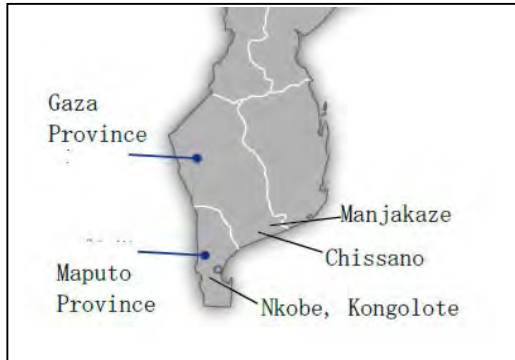 Gaza
Province
Manjakaze
Chissano
Maputo
Province
Nkobe, Kongolote